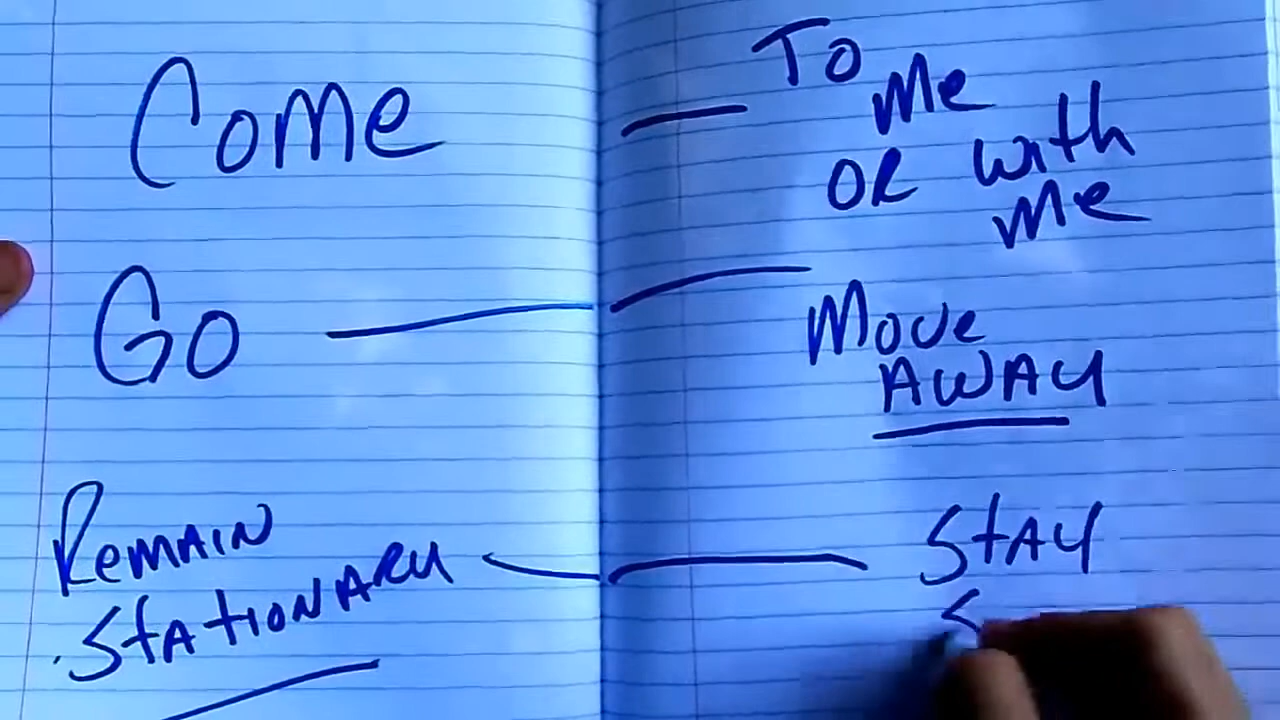 Come — To
Me
OR with
Me
Go — Move
AWAY
Remain
Stationary — Stay
S